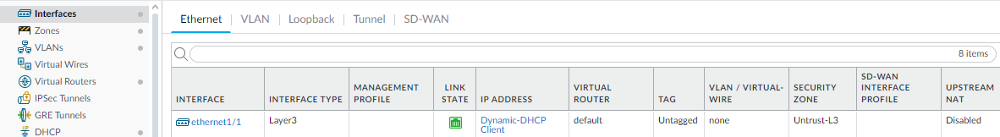 Interfaces
Zones
VLANs
Virtual Wires
Virtual Routers
IPSec Tunnels
GRE Tunnels
DHCP
Ethernet VLAN Loopback Tunnel SD-WAN
8 items
INTERFACE
INTERFACE TYPE
MANAGEMENT
PROFILE
LINK
STATE
IP ADDRESS
VIRTUAL
ROUTER
TAG
VLAN / VIRTUAL-
WIRE
SECURITY
ZONE
SD-WAN
INTERFACE
PROFILE
UPSTREAM
NAT
ethernet1/1
Layer3
Dynamic-DHCP
Client
default
Untagged
none
Untrust-L3
Disabled